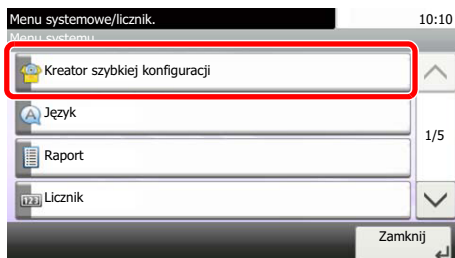 Menu systemowe/licznik. 10:10
Menu systemu
Kreator szybkiej konfiguracji
Język
1/5
Raport
Licznik
Zamknij